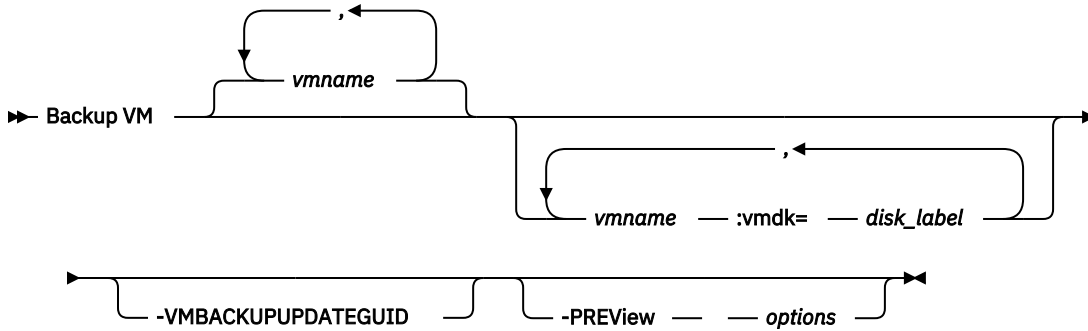 ,
vmname
Backup VM
,
vmname :vmdk= disk_label
-VMBACKUPUPDATEGUID -PREView options